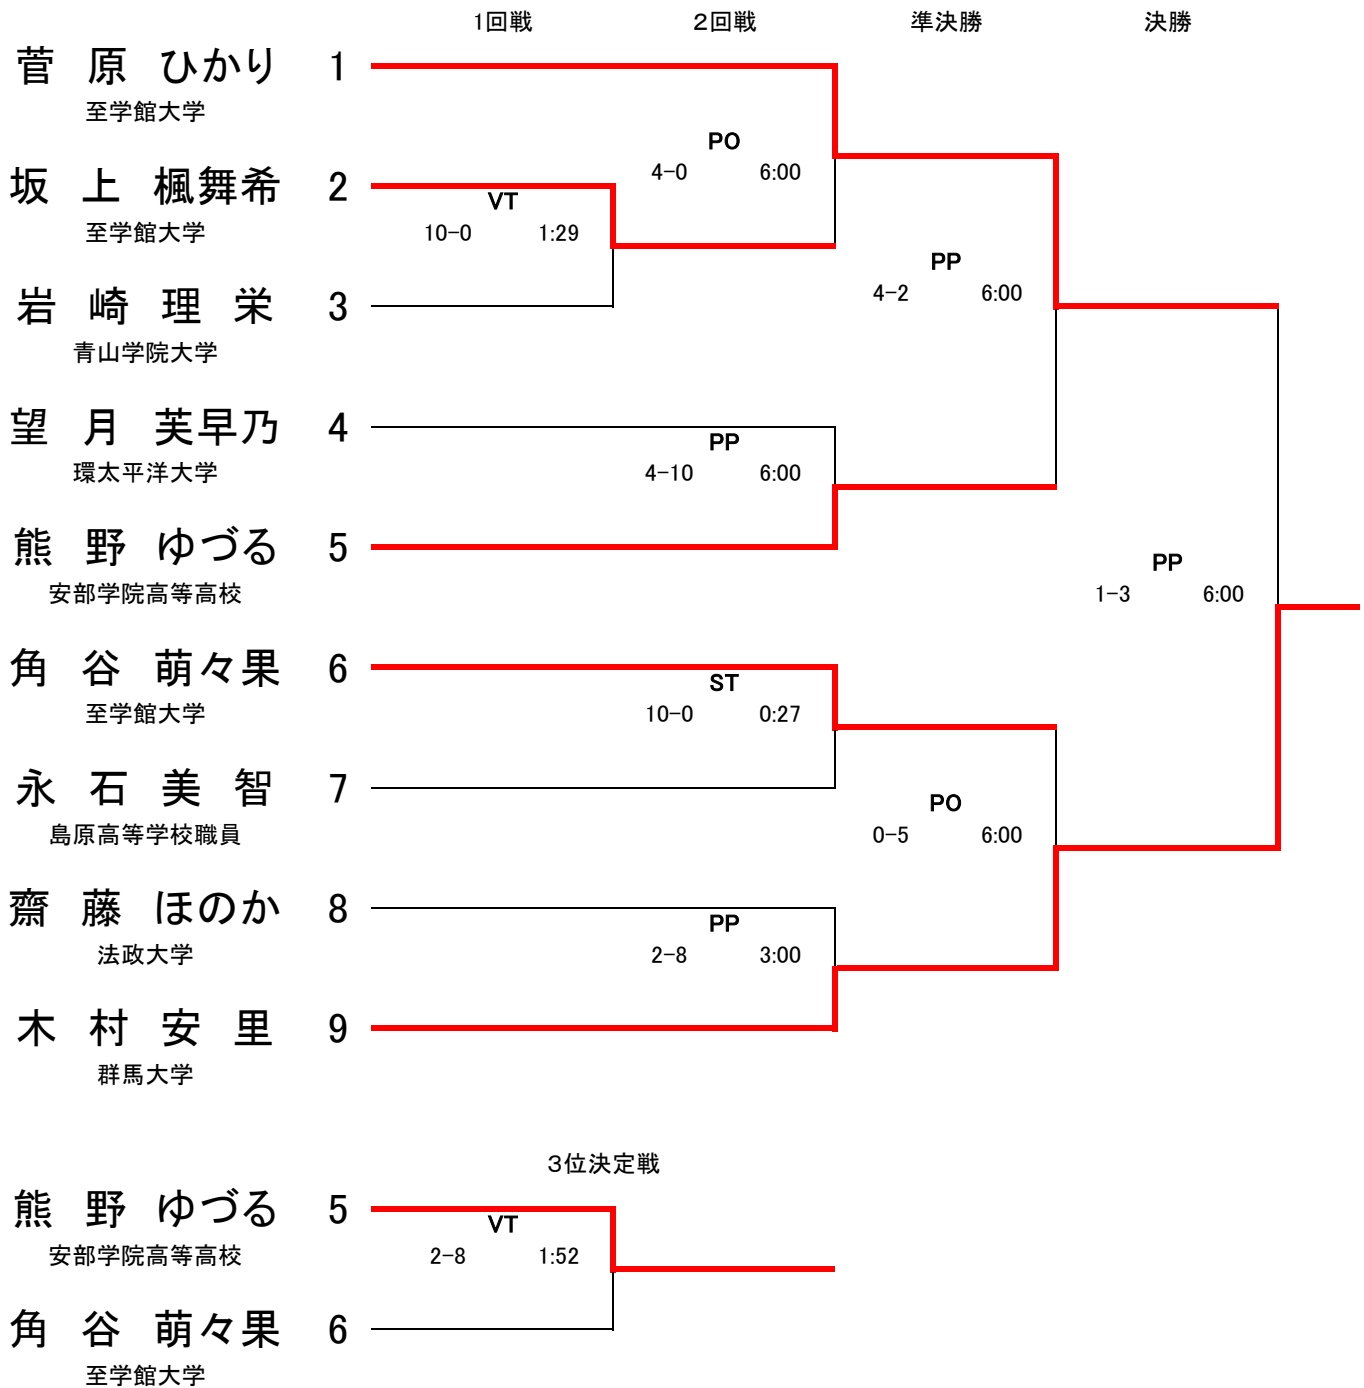 1回戦 2回戦 準決勝 決勝
菅 原 ひかり 1
至学館大学
PO
4-0 6:00
坂 上 楓舞希 2
VT
至学館大学
10-0 1:29
PP
4-2 6:00
岩 崎 理 栄 3
青山学院大学
望 月 芙早乃 4
PP
環太平洋大学
4-10 6:00
熊 野 ゆづる 5
安部学院高等高校
PP
1-3 6:00
角 谷 萌々果 6
ST
至学館大学
10-0 0:27
永 石 美 智 7
島原高等学校職員
PO
0-5 6:00
齋 藤 ほのか 8
PP
法政大学
2-8 3:00
木 村 安 里 9
群馬大学
3位決定戦
熊 野 ゆづる 5
VT
安部学院高等高校
2-8 1:52
角 谷 萌々果 6
至学館大学